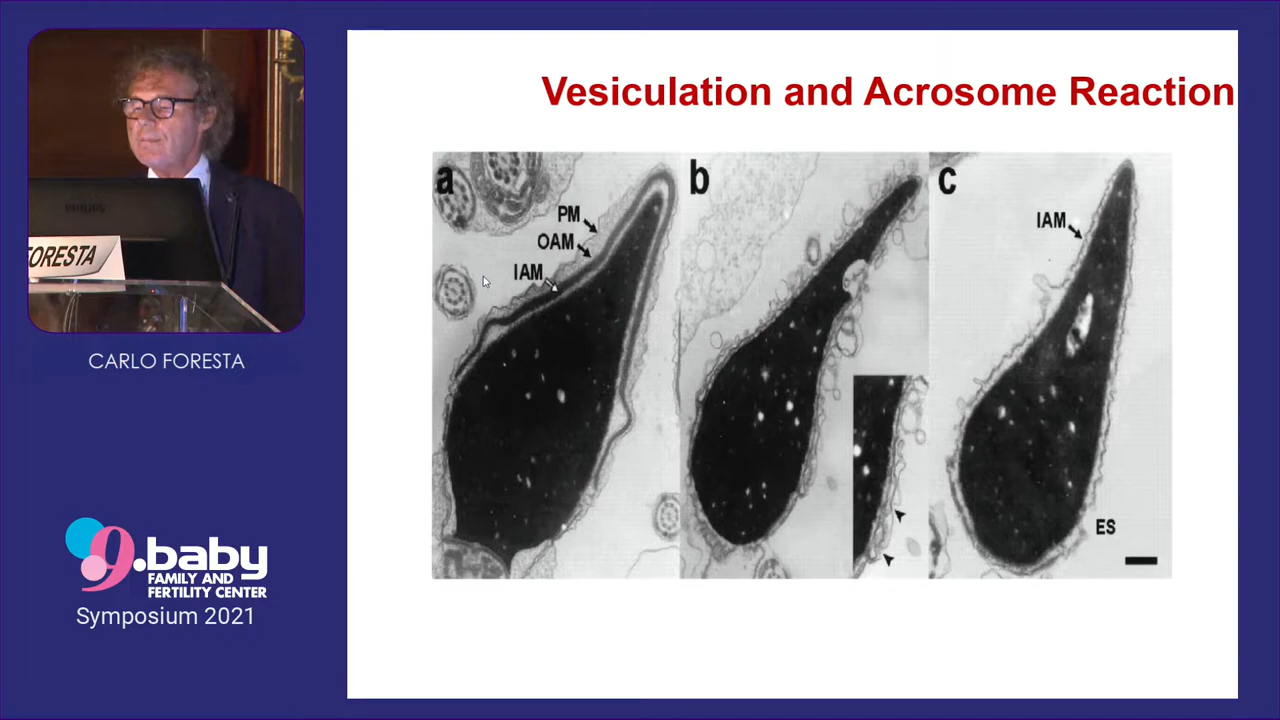 Vesiculation and Acrosome Reaction
a
PM
OAM
IAM
b
c
IAM
ES
FORESTA
CARLO FORESTA
9.baby
FAMILY AND
FERTILITY CENTER
Symposium 2021